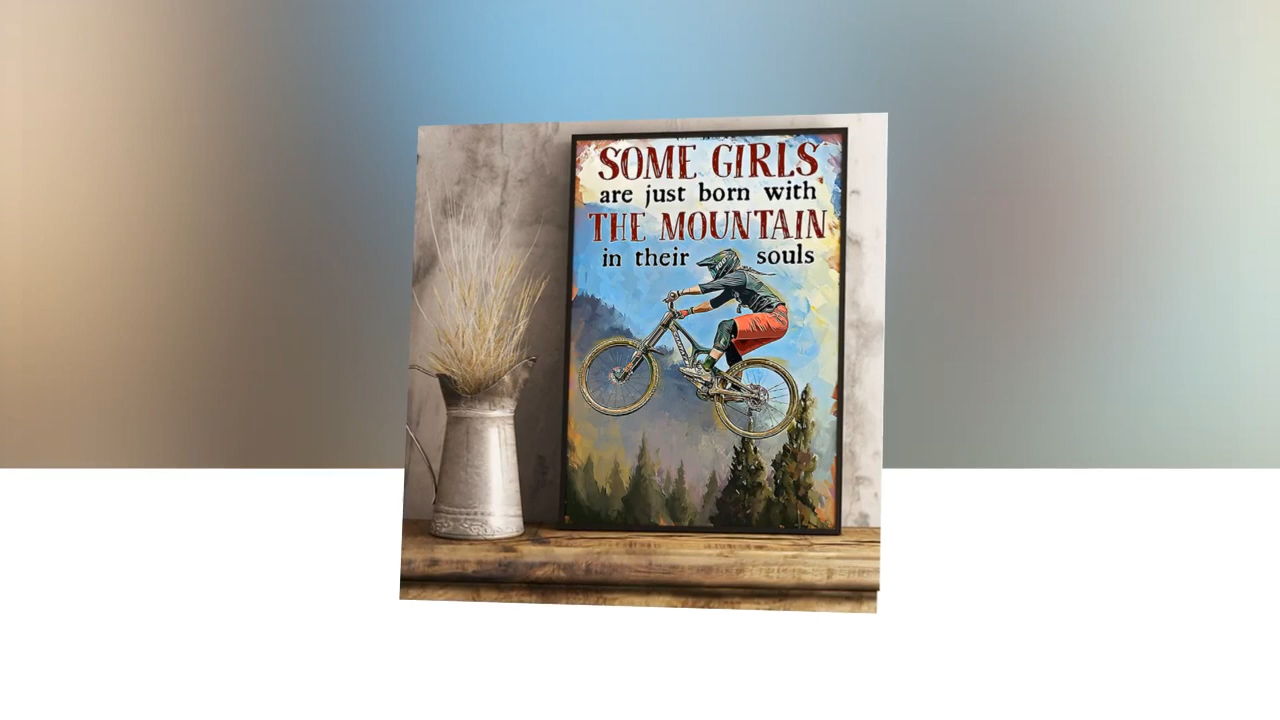 SOME GIRLS
are just born with
THE MOUNTAIN
in their souls